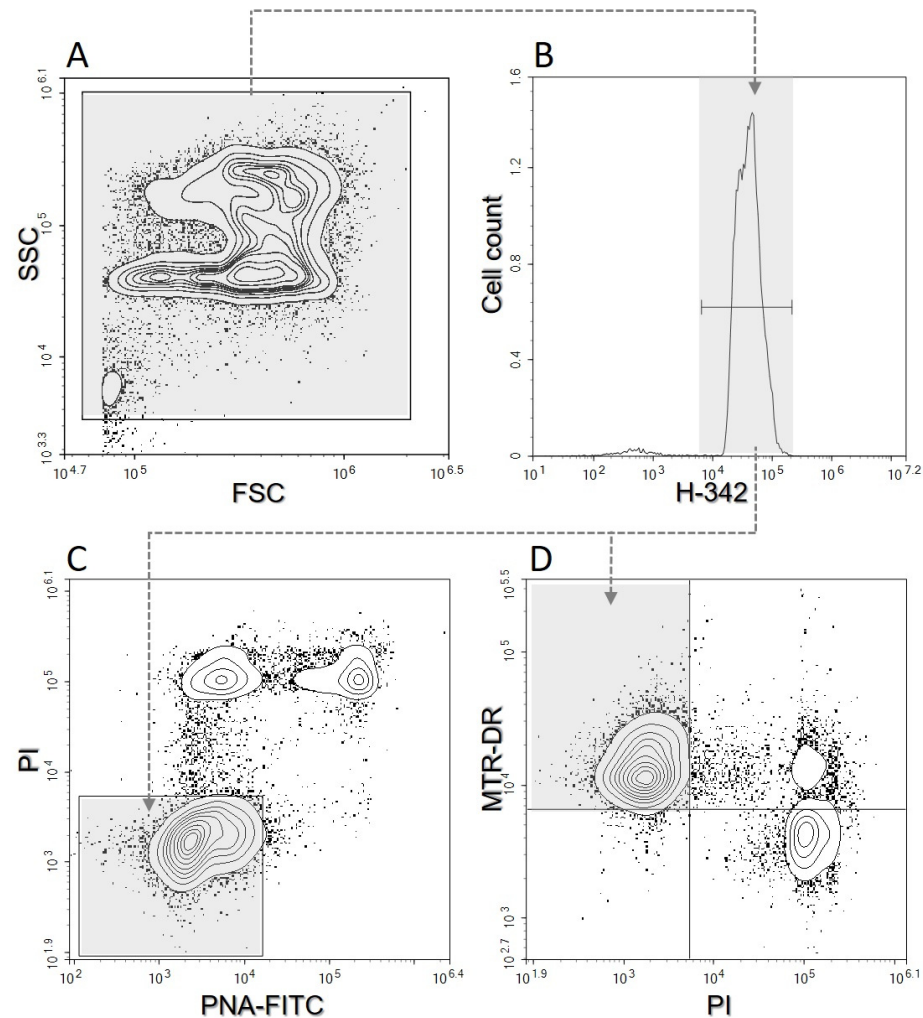 A
10^6.1
10^5
10^4
10^3.3
SSC
10^4.7 10^5 10^6 10^6.5
FSC
B
1.6
1.2
0.8
0.4
0
Cell count
10^1 10^2 10^3 10^4 10^5 10^6 10^7.2
H-342
C
10^6.1
10^5
10^4
10^3
10^1.9
PI
10^2 10^3 10^4 10^5 10^6.4
PNA-FITC
D
10^5.5
10^5
10^4
10^3
10^2.7
MTR-DR
10^1.9 10^3 10^4 10^5 10^6.1
PI